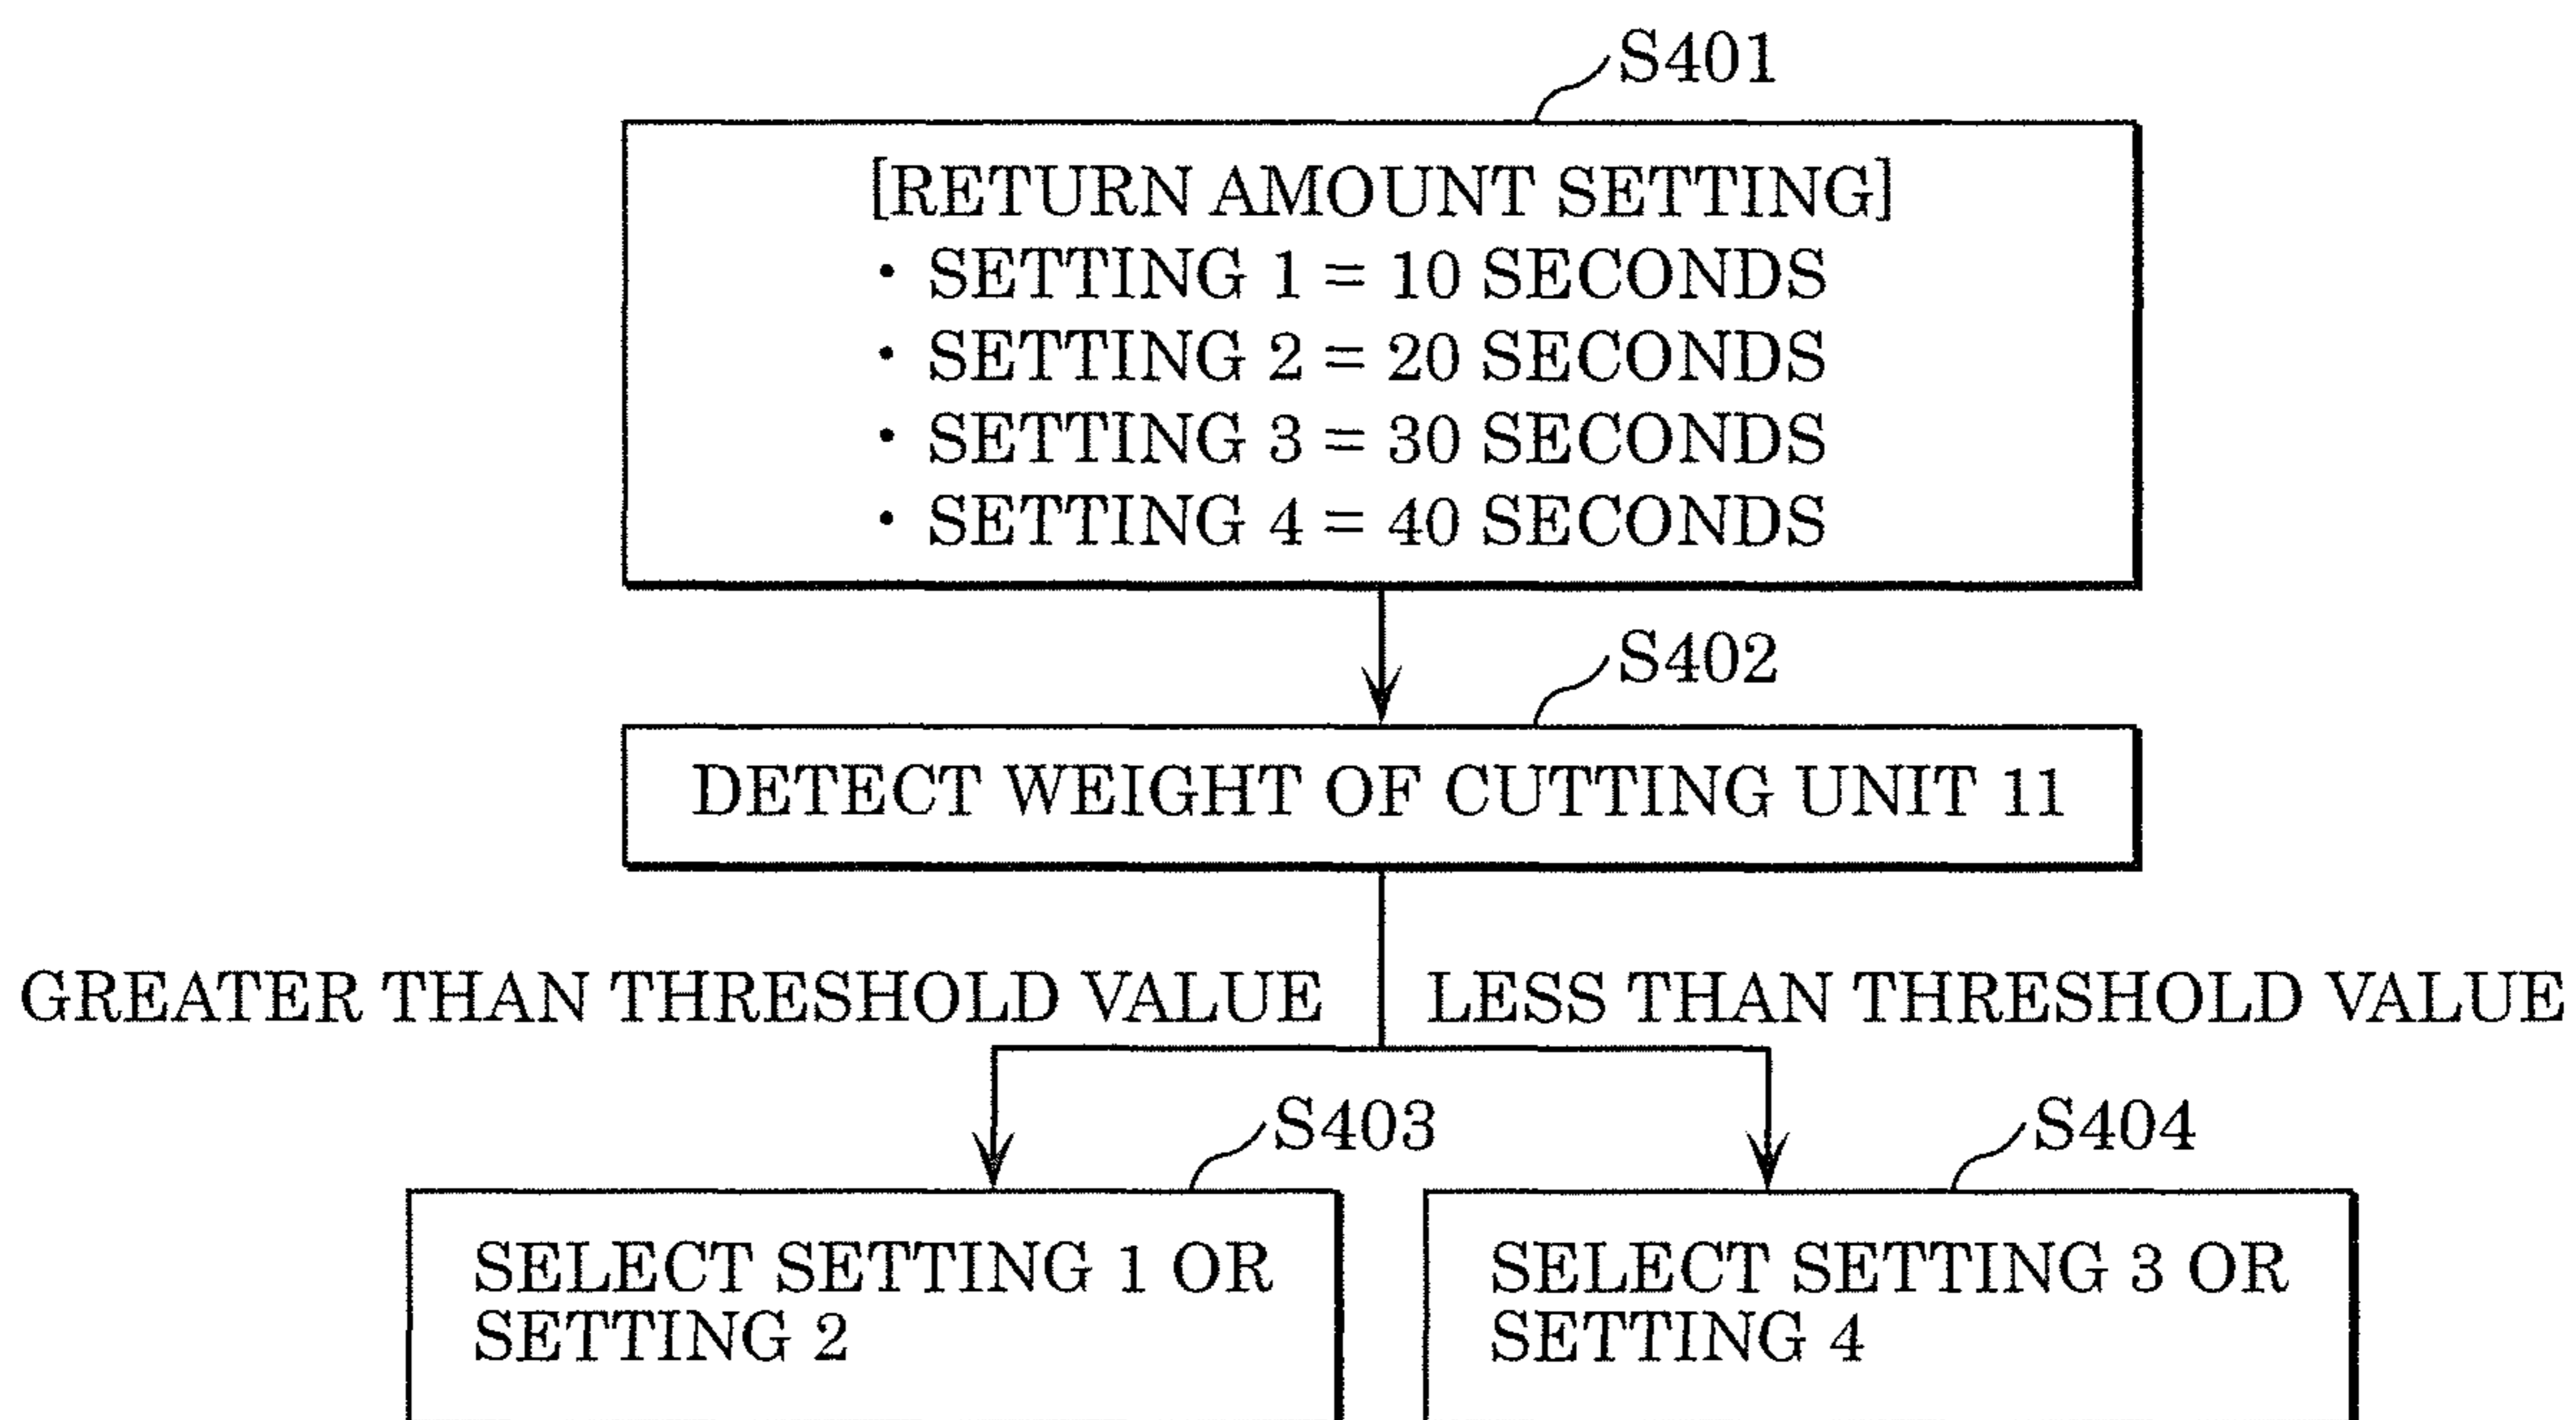 S401
[RETURN AMOUNT SETTING]
· SETTING 1 = 10 SECONDS
· SETTING 2 = 20 SECONDS
· SETTING 3 = 30 SECONDS
· SETTING 4 = 40 SECONDS
S402
DETECT WEIGHT OF CUTTING UNIT 11
GREATER THAN THRESHOLD VALUE
LESS THAN THRESHOLD VALUE
S403
SELECT SETTING 1 OR
SETTING 2
S404
SELECT SETTING 3 OR
SETTING 4